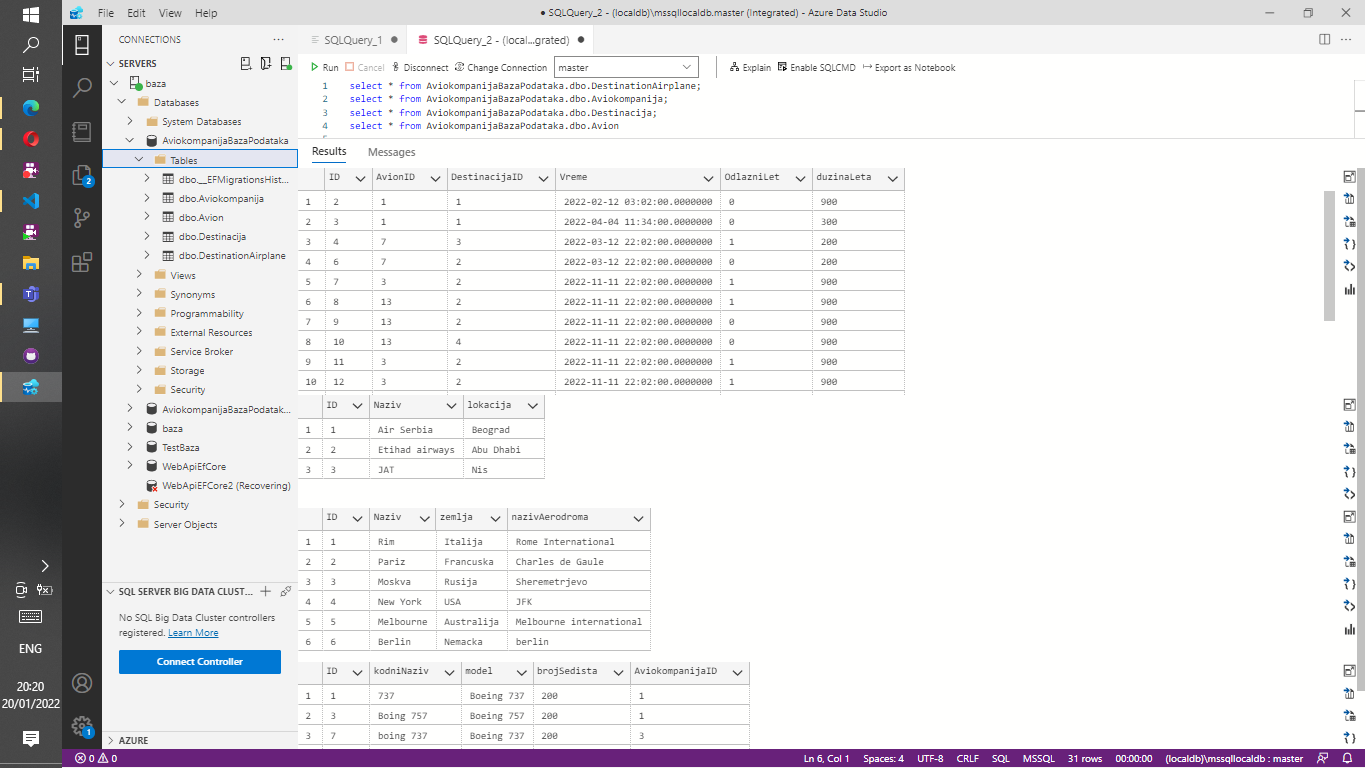 File Edit View Help
● SQLQuery_2 - (localdb)\mssqllocaldb.master (Integrated) - Azure Data Studio
CONNECTIONS
SQLQuery_1
SQLQuery_2 - (local...grated)
SERVERS
Run Cancel Disconnect Change Connection master Explain Enable SQLCMD Export as Notebook
baza
Databases
System Databases
AviokompanijaBazaPodataka
Tables
dbo.__EFMigrationsHist...
dbo.Aviokompanija
dbo.Avion
dbo.Destinacija
dbo.DestinationAirplane
Views
Synonyms
Programmability
External Resources
Service Broker
Storage
Security
AviokompanijaBazaPodatak...
baza
TestBaza
WebApiEfCore
WebApiEFCore2 (Recovering)
Security
Server Objects
SQL SERVER BIG DATA CLUST...
No SQL Big Data Cluster controllers
registered. Learn More
Connect Controller
AZURE
1 select * from AviokompanijaBazaPodataka.dbo.DestinationAirplane;
2 select * from AviokompanijaBazaPodataka.dbo.Aviokompanija;
3 select * from AviokompanijaBazaPodataka.dbo.Destinacija;
4 select * from AviokompanijaBazaPodataka.dbo.Avion
Results Messages
ID AvionID DestinacijaID Vreme OdlazniLet duzinaLeta
1 2 1 1 2022-02-12 03:02:00.0000000 0 900
2 3 1 1 2022-04-04 11:34:00.0000000 0 300
3 4 7 3 2022-03-12 22:02:00.0000000 1 200
4 6 7 2 2022-03-12 22:02:00.0000000 0 200
5 7 3 2 2022-11-11 22:02:00.0000000 1 900
6 8 13 2 2022-11-11 22:02:00.0000000 1 900
7 9 13 2 2022-11-11 22:02:00.0000000 0 900
8 10 13 4 2022-11-11 22:02:00.0000000 0 900
9 11 3 2 2022-11-11 22:02:00.0000000 1 900
10 12 3 2 2022-11-11 22:02:00.0000000 1 900
ID Naziv lokacija
1 1 Air Serbia Beograd
2 2 Etihad airways Abu Dhabi
3 3 JAT Nis
ID Naziv zemlja nazivAerodroma
1 1 Rim Italija Rome International
2 2 Pariz Francuska Charles de Gaule
3 3 Moskva Rusija Sheremetrjevo
4 4 New York USA JFK
5 5 Melbourne Australija Melbourne international
6 6 Berlin Nemacka berlin
ID kodniNaziv model brojSedista AviokompanijaID
1 1 737 Boeing 737 200 1
2 3 Boing 757 Boeing 757 200 1
3 7 boing 737 Boeing 737 200 3
2
1
ENG
20:20
20/01/2022
0 0
Ln 6, Col 1 Spaces: 4 UTF-8 CRLF SQL MSSQL 31 rows 00:00:00 (localdb)\mssqllocaldb : master